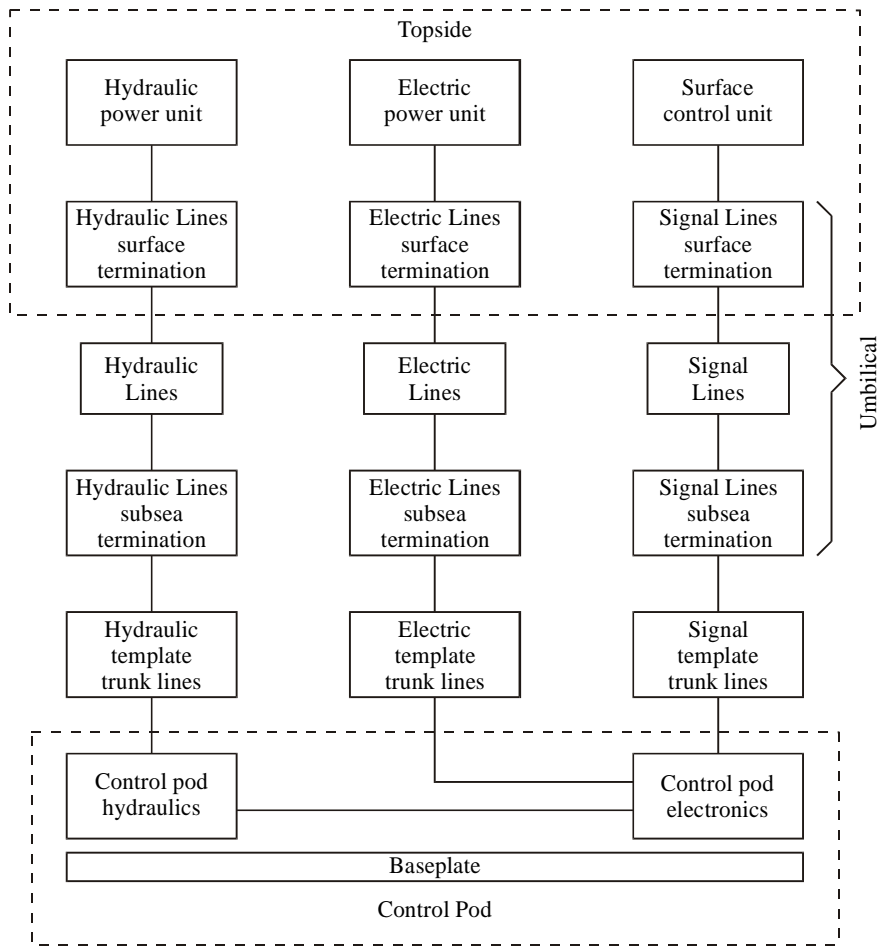 Topside
Hydraulic
power unit
Electric
power unit
Surface
control unit
Hydraulic Lines
surface
termination
Electric Lines
surface
termination
Signal Lines
surface
termination
Hydraulic
Lines
Electric
Lines
Signal
Lines
Umbilical
Hydraulic Lines
subsea
termination
Electric Lines
subsea
termination
Signal Lines
subsea
termination
Hydraulic
template
trunk lines
Electric
template
trunk lines
Signal
template
trunk lines
Control pod
hydraulics
Control pod
electronics
Baseplate
Control Pod